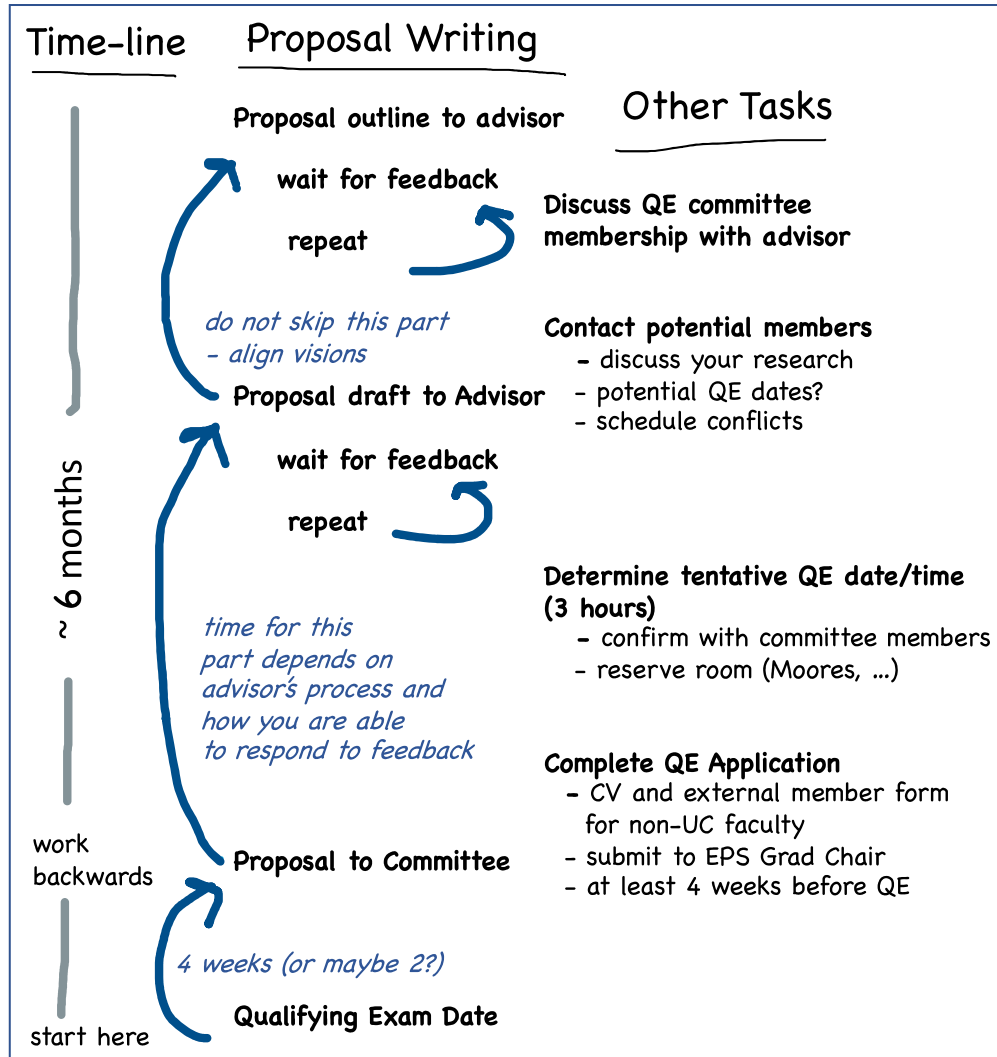 Time-line
Proposal Writing
Other Tasks
Proposal outline to advisor
wait for feedback
repeat
do not skip this part
- align visions
Proposal draft to Advisor
wait for feedback
repeat
time for this
part depends on
advisor's process and
how you are able
to respond to feedback
Proposal to Committee
4 weeks (or maybe 2?)
Qualifying Exam Date
Discuss QE committee
membership with advisor
Contact potential members
- discuss your research
- potential QE dates?
- schedule conflicts
Determine tentative QE date/time
(3 hours)
- confirm with committee members
- reserve room (Moores, ...)
Complete QE Application
- CV and external member form
for non-UC faculty
- submit to EPS Grad Chair
- at least 4 weeks before QE
~ 6 months
work
backwards
start here